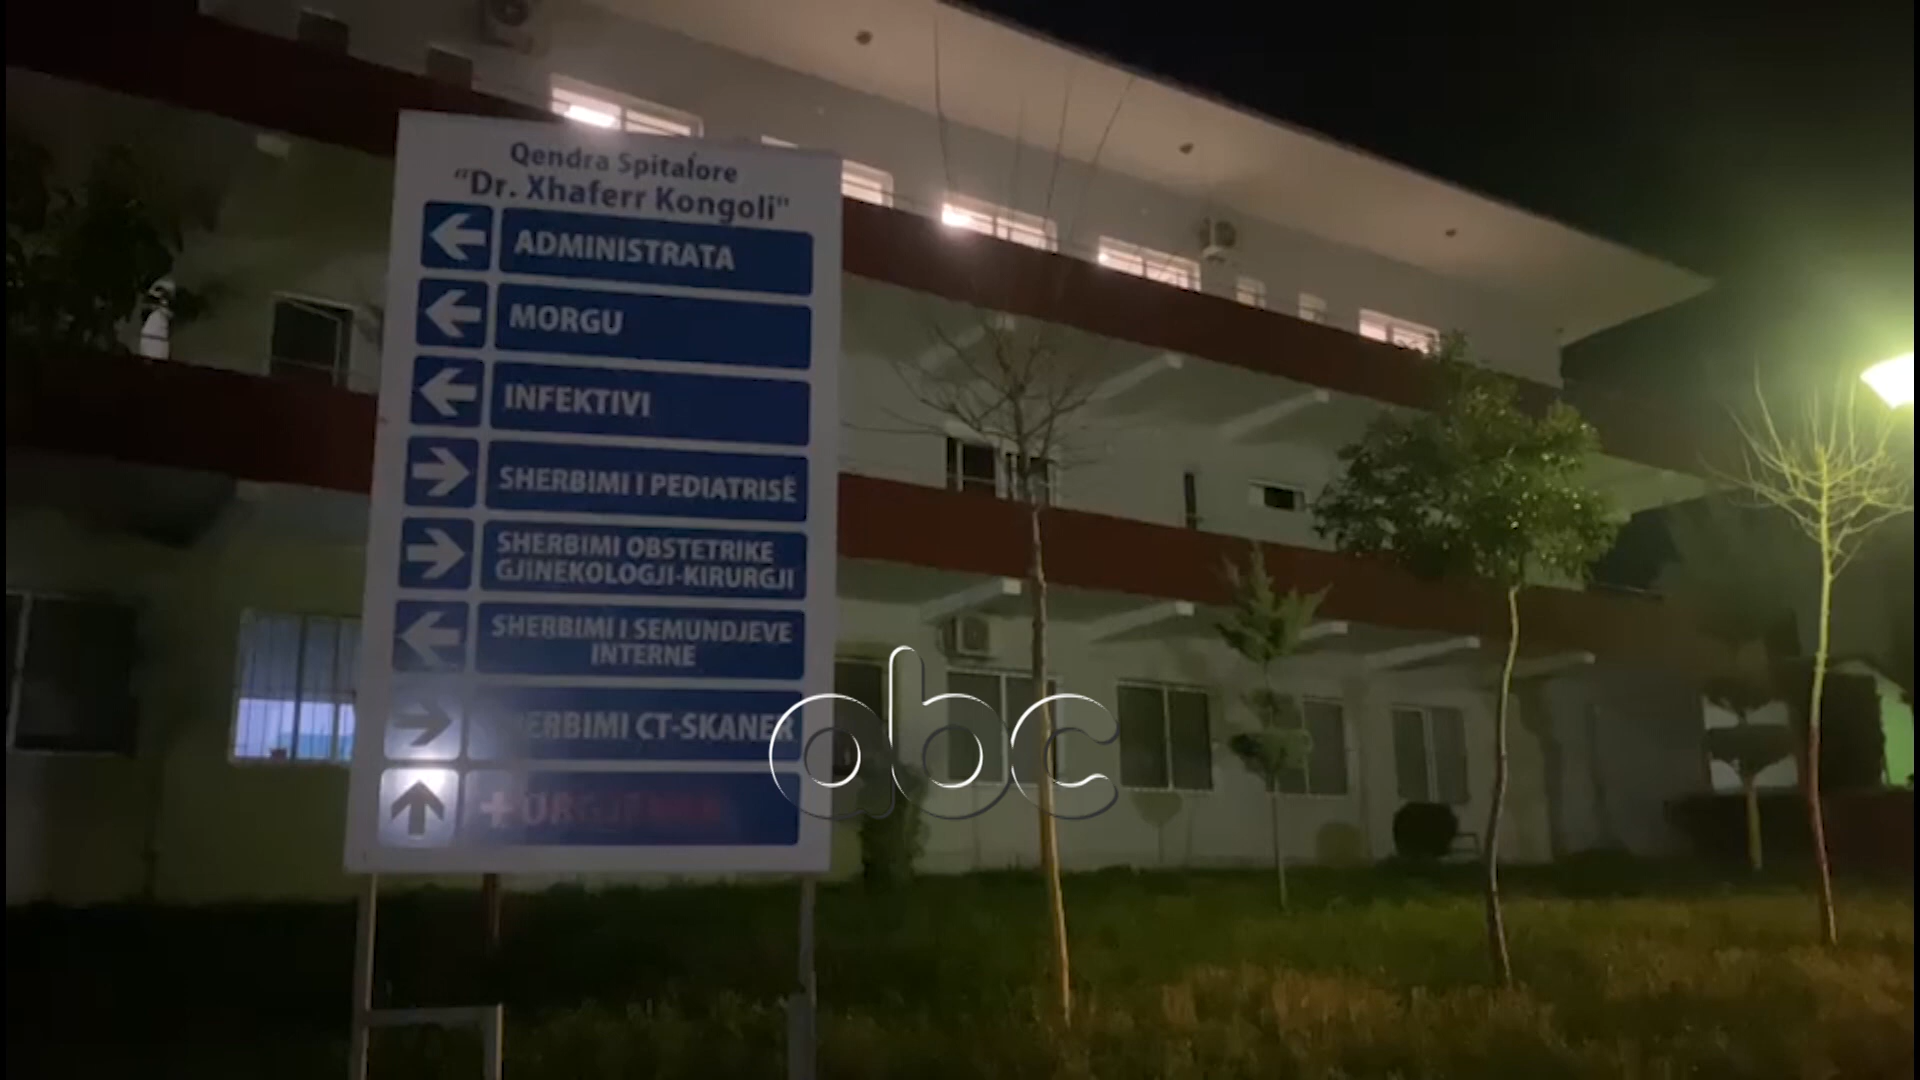 Qendra Spitalore
"Dr. Xhaferr Kongoli"
ADMINISTRATA
MORGU
INFEKTIVI
SHERBIMI I PEDIATRISË
SHERBIMI OBSTETRIKE
GJINEKOLOGJI-KIRURGJI
SHERBIMI I SEMUNDJEVE
INTERNE
SHERBIMI CT-SKANER
abc